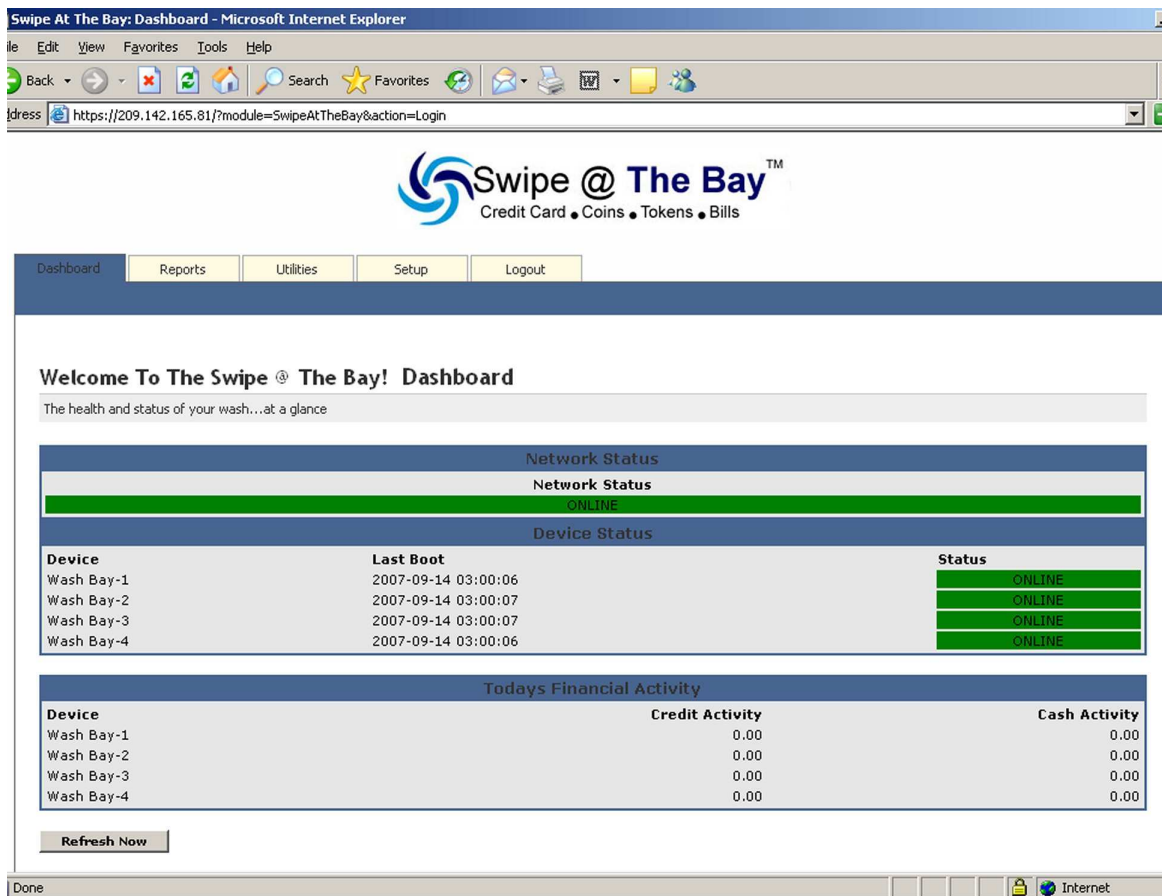 Swipe At The Bay: Dashboard - Microsoft Internet Explorer
ile Edit View Favorites Tools Help
Back Search Favorites
ddress https://209.142.165.81/?module=SwipeAtTheBay&action=Login
Swipe @ The Bay™
Credit Card • Coins • Tokens • Bills
Dashboard Reports Utilities Setup Logout
Welcome To The Swipe @ The Bay! Dashboard
The health and status of your wash...at a glance
Network Status
Network Status
ONLINE
Device Status
Device Last Boot Status
Wash Bay-1 2007-09-14 03:00:06 ONLINE
Wash Bay-2 2007-09-14 03:00:07 ONLINE
Wash Bay-3 2007-09-14 03:00:07 ONLINE
Wash Bay-4 2007-09-14 03:00:06 ONLINE
Todays Financial Activity
Device Credit Activity Cash Activity
Wash Bay-1 0.00 0.00
Wash Bay-2 0.00 0.00
Wash Bay-3 0.00 0.00
Wash Bay-4 0.00 0.00
Refresh Now
Done Internet